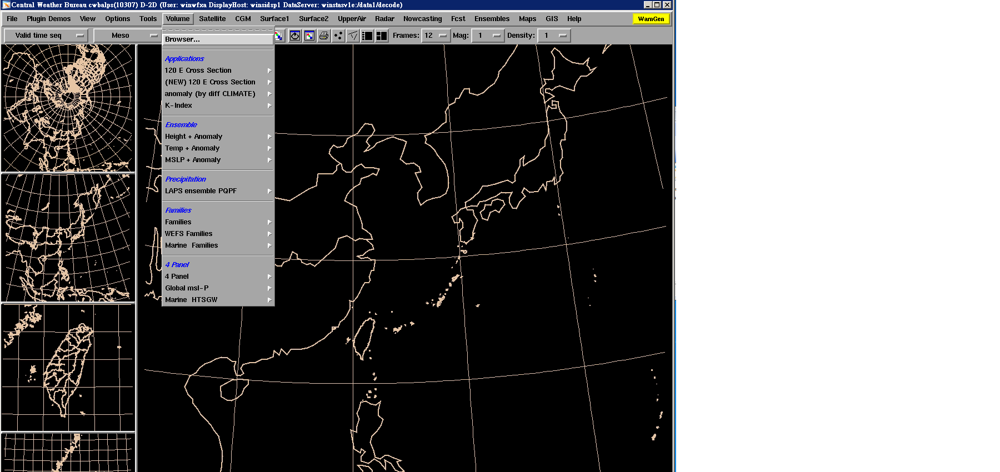 Central Weather Bureau cwbalps(10307) D-2D (User: winwfxa DisplayHost: winsidsp1 DataServer: winstasv1e:/data1/decode)
File Plugin Demos View Options Tools Volume Satellite CGM Surface1 Surface2 UpperAir Radar Nowcasting Fcst Ensembles Maps GIS Help WarnGen
Valid time seq Meso Frames: 12 Mag: 1 Density: 1
Browser...
Applications
120 E Cross Section
(NEW) 120 E Cross Section
anomaly (by diff CLIMATE)
K-Index
Ensemble
Height + Anomaly
Temp + Anomaly
MSLP + Anomaly
Precipitation
LAPS ensemble PQPF
Families
Families
WEFS Families
Marine Families
4 Panel
4 Panel
Global msl-P
Marine HTSGW